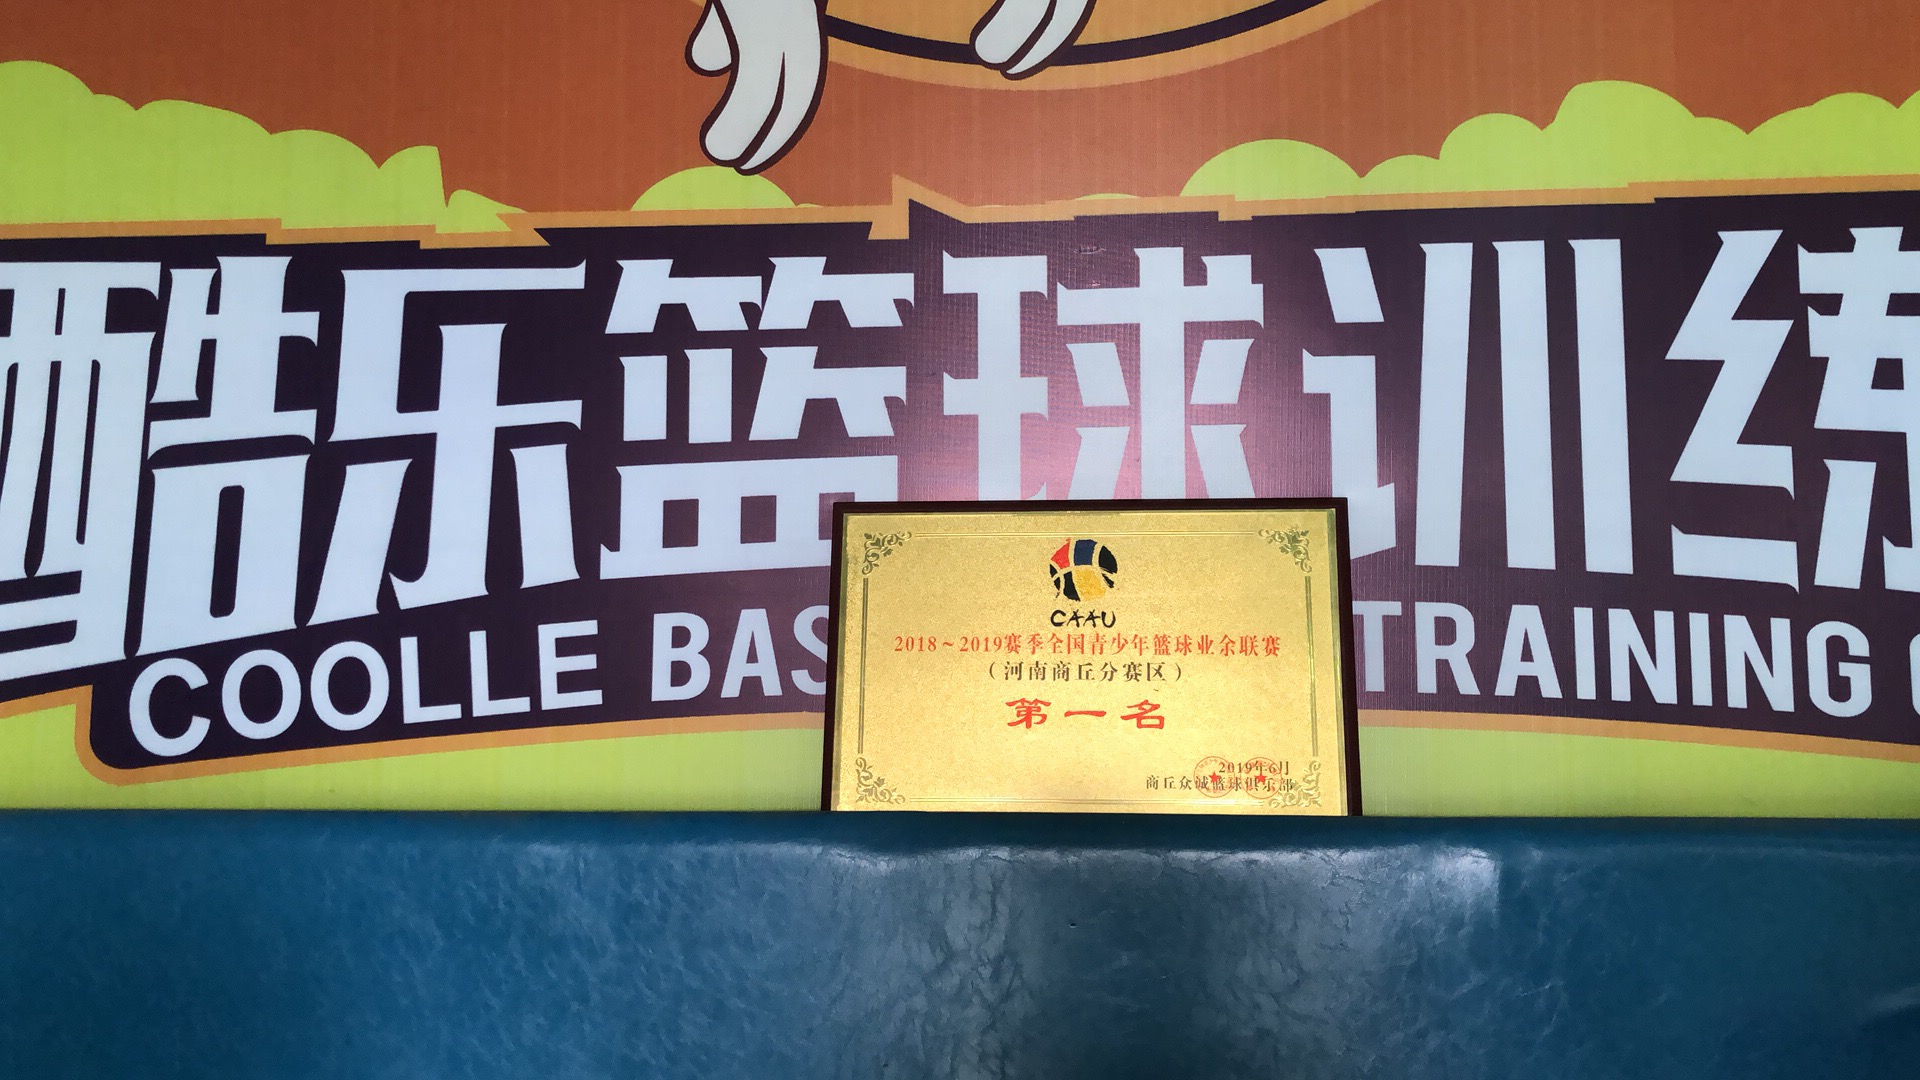 酷乐篮球训练
COOLLE BAS TRAINING
CAAU
2018~2019赛季全国青少年篮球业余联赛
(河南商丘分赛区)
第一名
2019年6月
商丘众诚篮球俱乐部